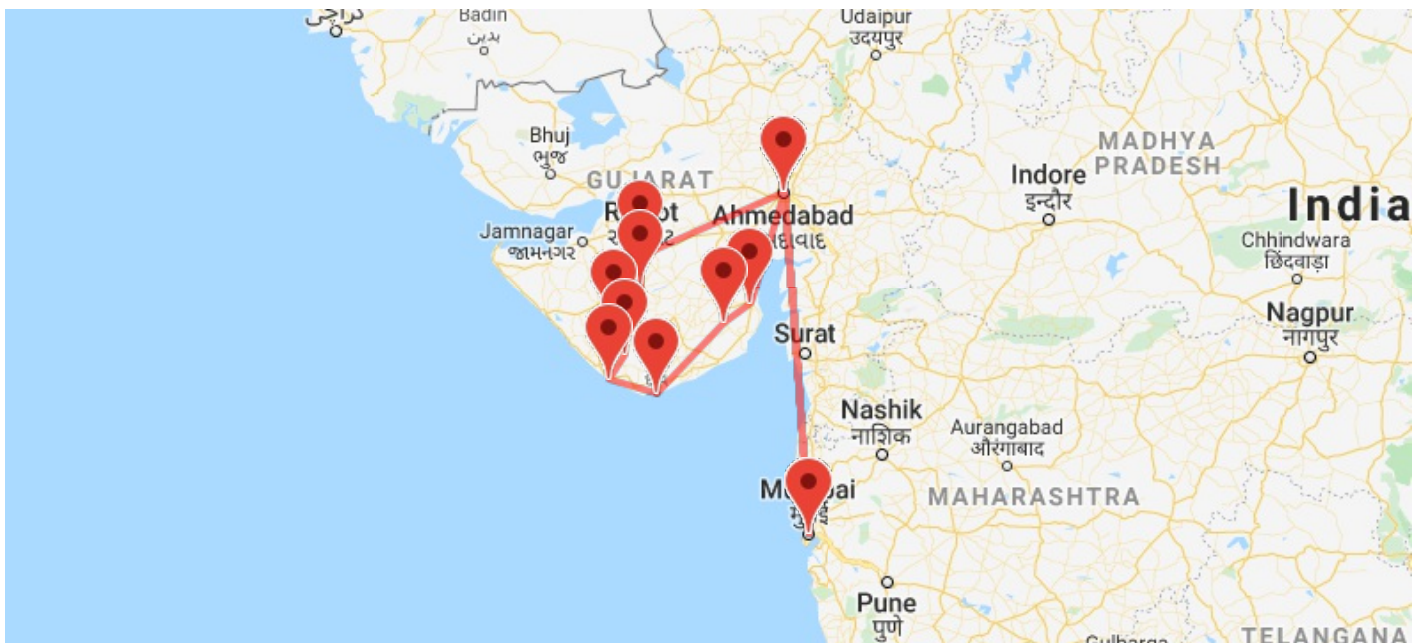 Badin
بدین
Udaipur
उदयपुर
Bhuj
ભુજ
MADHYA
PRADESH
GUJARAT
Indore
इन्दौर
India
Ahmedabad
Jamnagar
જામનગર
Chhindwara
छिंदवाड़ा
Surat
Nagpur
नागपुर
Nashik
नाशिक
Aurangabad
औरंगाबाद
MAHARASHTRA
Pune
पुणे
TELANGANA